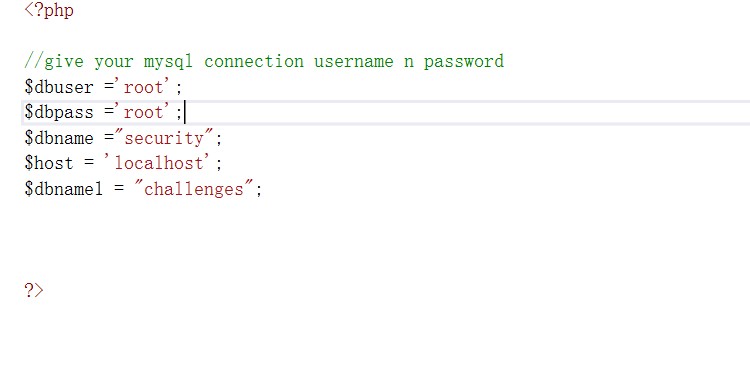 <?php
//give your mysql connection username n password
$dbuser ='root';
$dbpass ='root';
$dbname ="security";
$host = 'localhost';
$dbname1 = "challenges";
?>